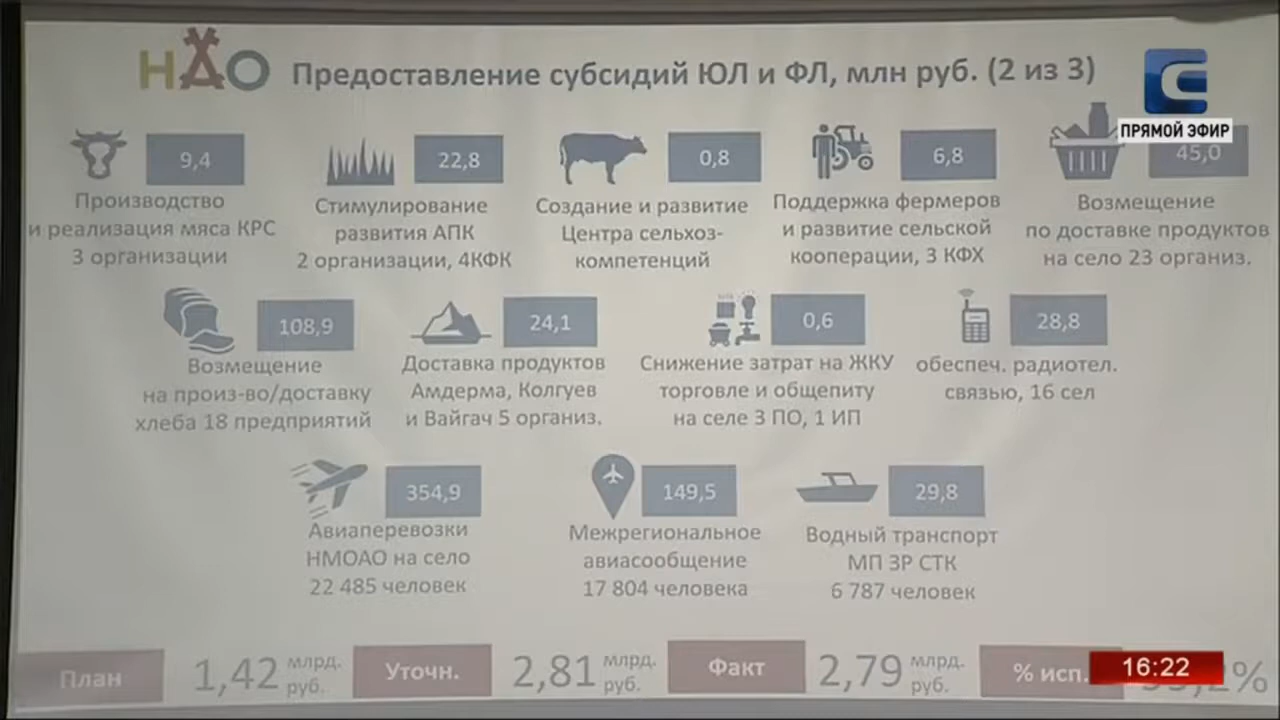 НАО
Предоставление субсидий ЮЛ и ФЛ, млн руб. (2 из 3)
ПРЯМОЙ ЭФИР
9,4
Производство
и реализация мяса КРС
3 организации
22,8
Стимулирование
развития АПК
2 организации, 4КФК
0,8
Создание и развитие
Центра сельхоз-
компетенций
6,8
Поддержка фермеров
и развитие сельской
кооперации, 3 КФХ
45,0
Возмещение
по доставке продуктов
на село 23 организ.
108,9
Возмещение
на произ-во/доставку
хлеба 18 предприятий
24,1
Доставка продуктов
Амдерма, Колгуев
и Вайгач 5 организ.
0,6
Снижение затрат на ЖКУ
торговле и общепиту
на селе 3 ПО, 1 ИП
28,8
обеспеч. радиотел.
связью, 16 сел
354,9
Авиаперевозки
НМОАО на село
22 485 человек
149,5
Межрегиональное
авиасообщение
17 804 человека
29,8
Водный транспорт
МП ЗР СТК
6 787 человек
План
1,42 млрд.
руб.
Уточн.
2,81 млрд.
руб.
Факт
2,79 млрд.
руб.
% исп.
16:22